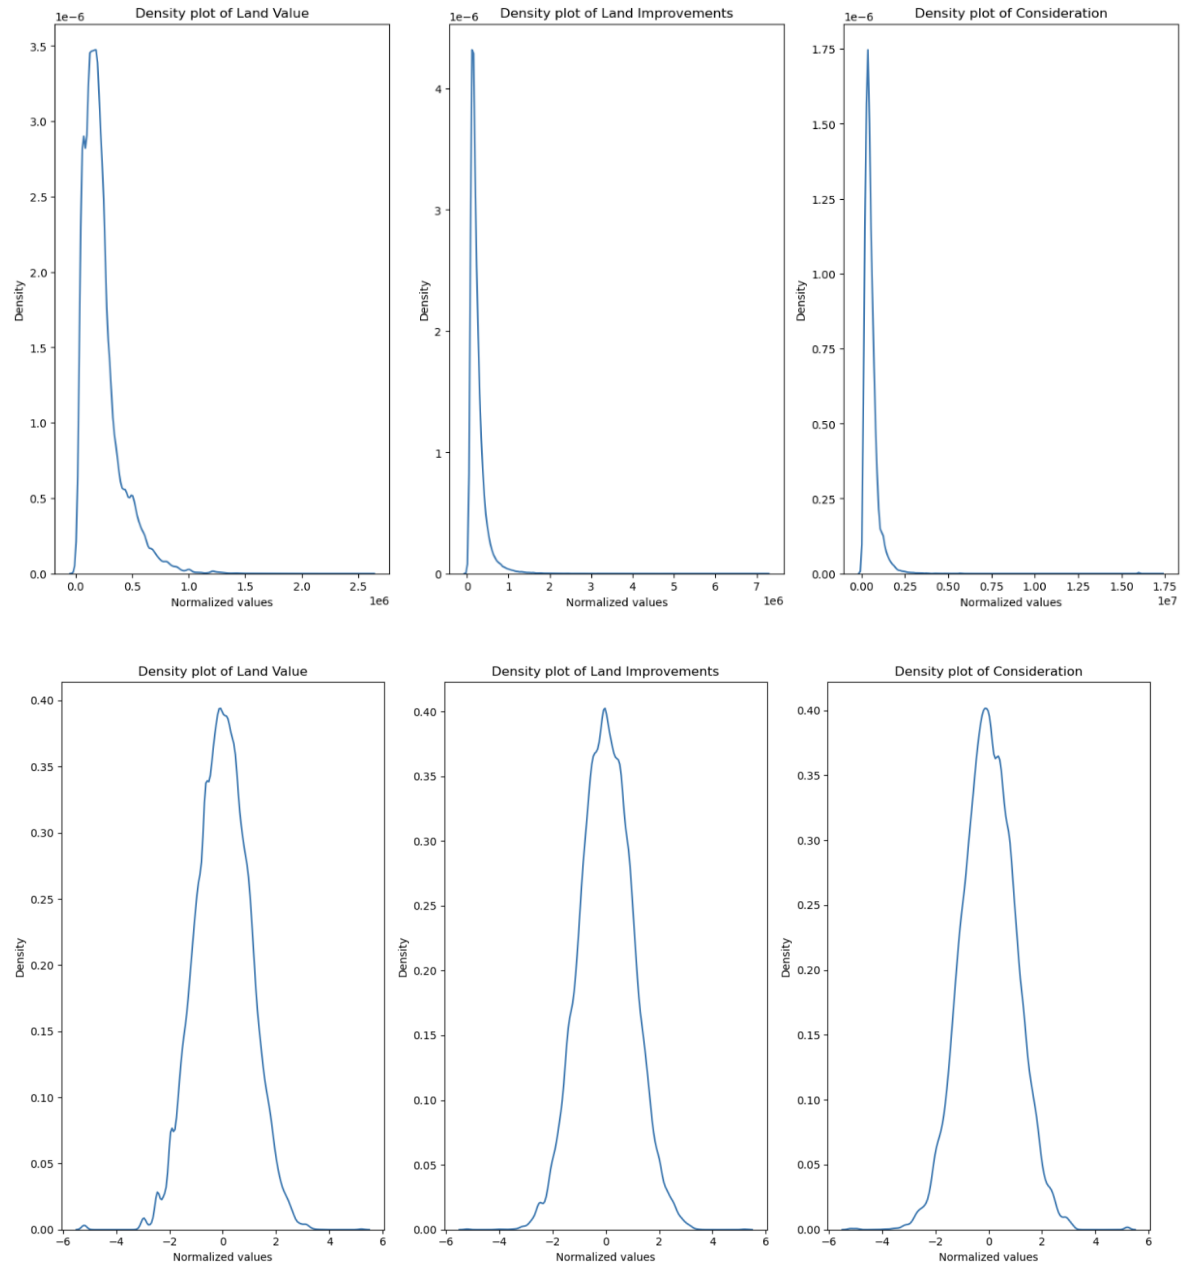 Density plot of Land Value
1e−6
Density
3.5
3.0
2.5
2.0
1.5
1.0
0.5
0.0
0.0 0.5 1.0 1.5 2.0 2.5
Normalized values
1e6
Density plot of Land Improvements
1e−6
Density
4
3
2
1
0
0 1 2 3 4 5 6 7
Normalized values
1e6
Density plot of Consideration
1e−6
Density
1.75
1.50
1.25
1.00
0.75
0.50
0.25
0.00
0.00 0.25 0.50 0.75 1.00 1.25 1.50 1.75
Normalized values
1e7
Density plot of Land Value
Density
0.40
0.35
0.30
0.25
0.20
0.15
0.10
0.05
0.00
−6 −4 −2 0 2 4 6
Normalized values
Density plot of Land Improvements
Density
0.40
0.35
0.30
0.25
0.20
0.15
0.10
0.05
0.00
−6 −4 −2 0 2 4 6
Normalized values
Density plot of Consideration
Density
0.40
0.35
0.30
0.25
0.20
0.15
0.10
0.05
0.00
−6 −4 −2 0 2 4 6
Normalized values